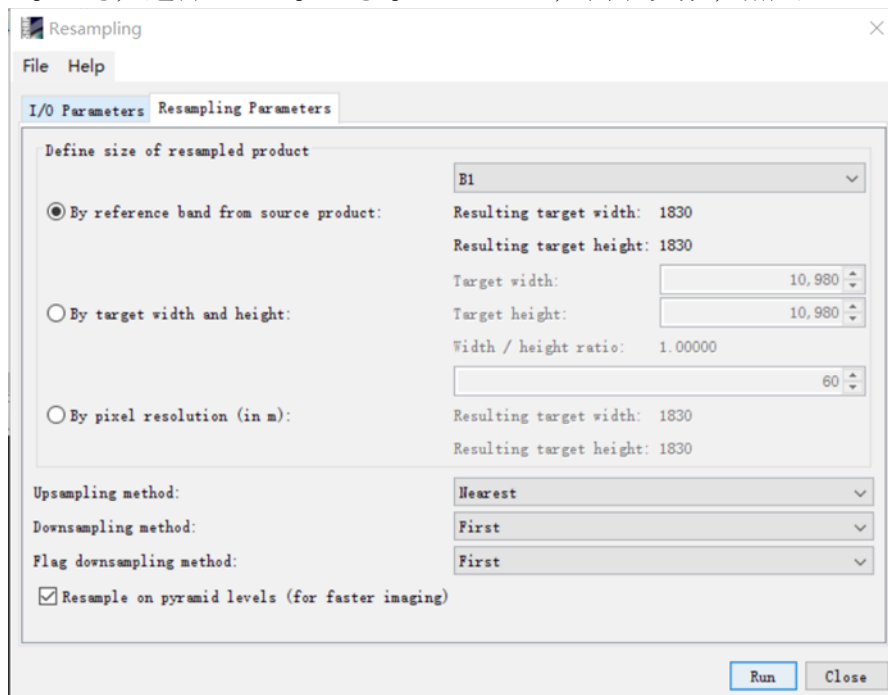 Resampling
File Help
I/O Parameters Resampling Parameters
Define size of resampled product
B1
By reference band from source product: Resulting target width: 1830
Resulting target height: 1830
Target width: 10,980
By target width and height: Target height: 10,980
Width / height ratio: 1.00000
60
By pixel resolution (in m): Resulting target width: 1830
Resulting target height: 1830
Upsampling method: Nearest
Downsampling method: First
Flag downsampling method: First
Resample on pyramid levels (for faster imaging)
Run Close